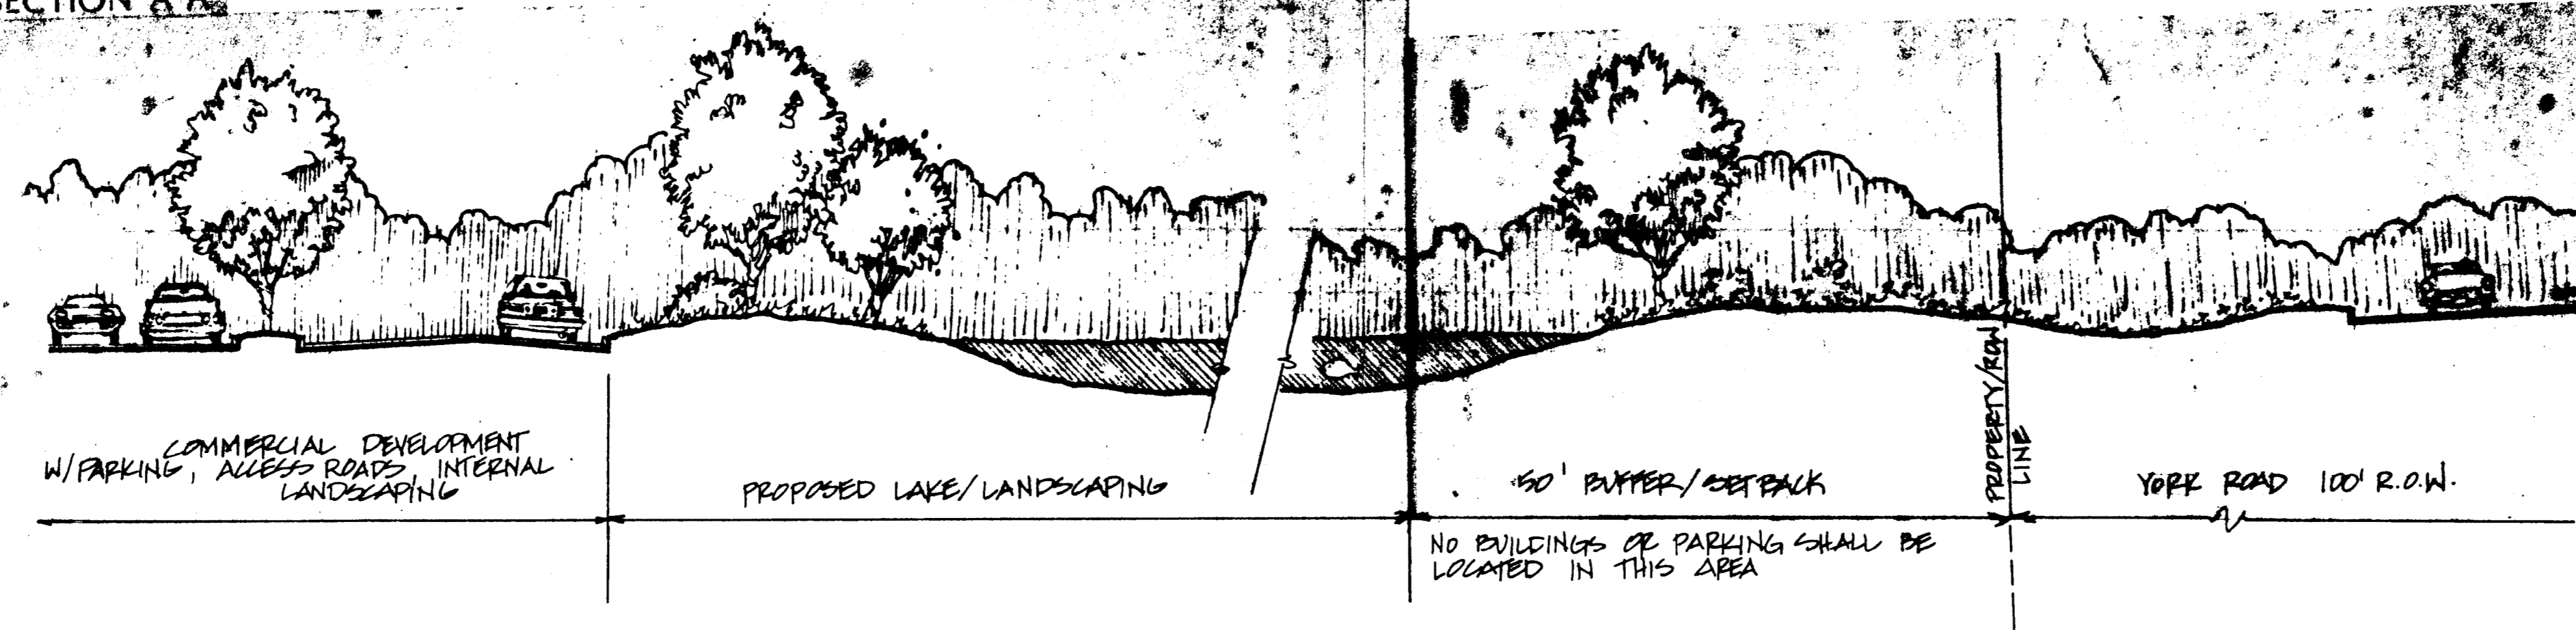 SECTION A A
COMMERCIAL DEVELOPMENT
W/PARKING, ACCESS ROADS, INTERNAL
LANDSCAPING
PROPOSED LAKE/LANDSCAPING
50' BUFFER/SETBACK
NO BUILDINGS OR PARKING SHALL BE
LOCATED IN THIS AREA
PROPERTY/ROW
LINE
YORK ROAD 100' R.O.W.